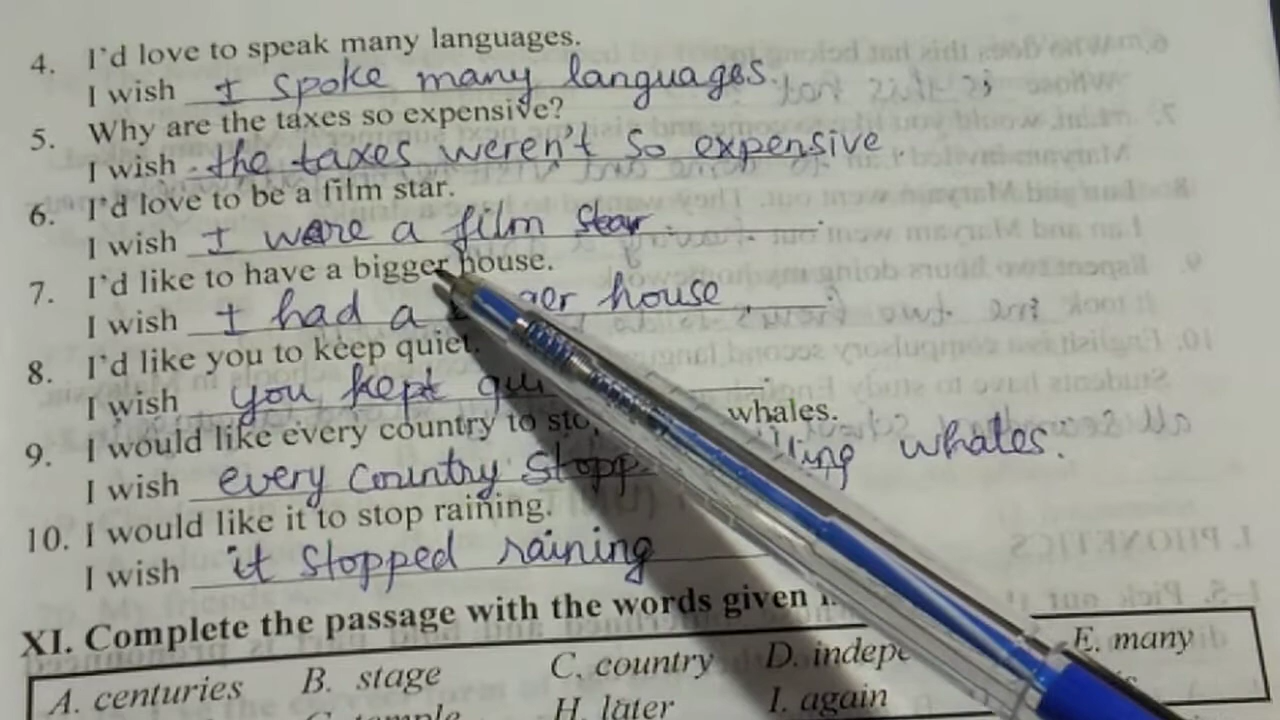 4. I'd love to speak many languages.
I wish I spoke many languages.
5. Why are the taxes so expensive?
I wish the taxes weren't so expensive
6. I'd love to be a film star.
I wish I were a film star
7. I'd like to have a bigger house.
I wish I had a house
8. I'd like you to keep quiet.
I wish you kept
9. I would like every country to whales.
I wish every country whales.
10. I would like it to stop raining.
I wish it stopped raining
XI. Complete the passage with the words given
A. centuries B. stage C. country D. E. many
H. later I. again